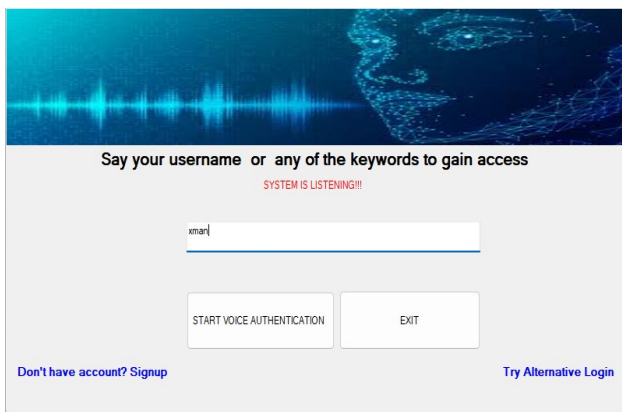 Say your username or any of the keywords to gain access
SYSTEM IS LISTENING!!!
xman
START VOICE AUTHENTICATION
EXIT
Don't have account? Signup
Try Alternative Login